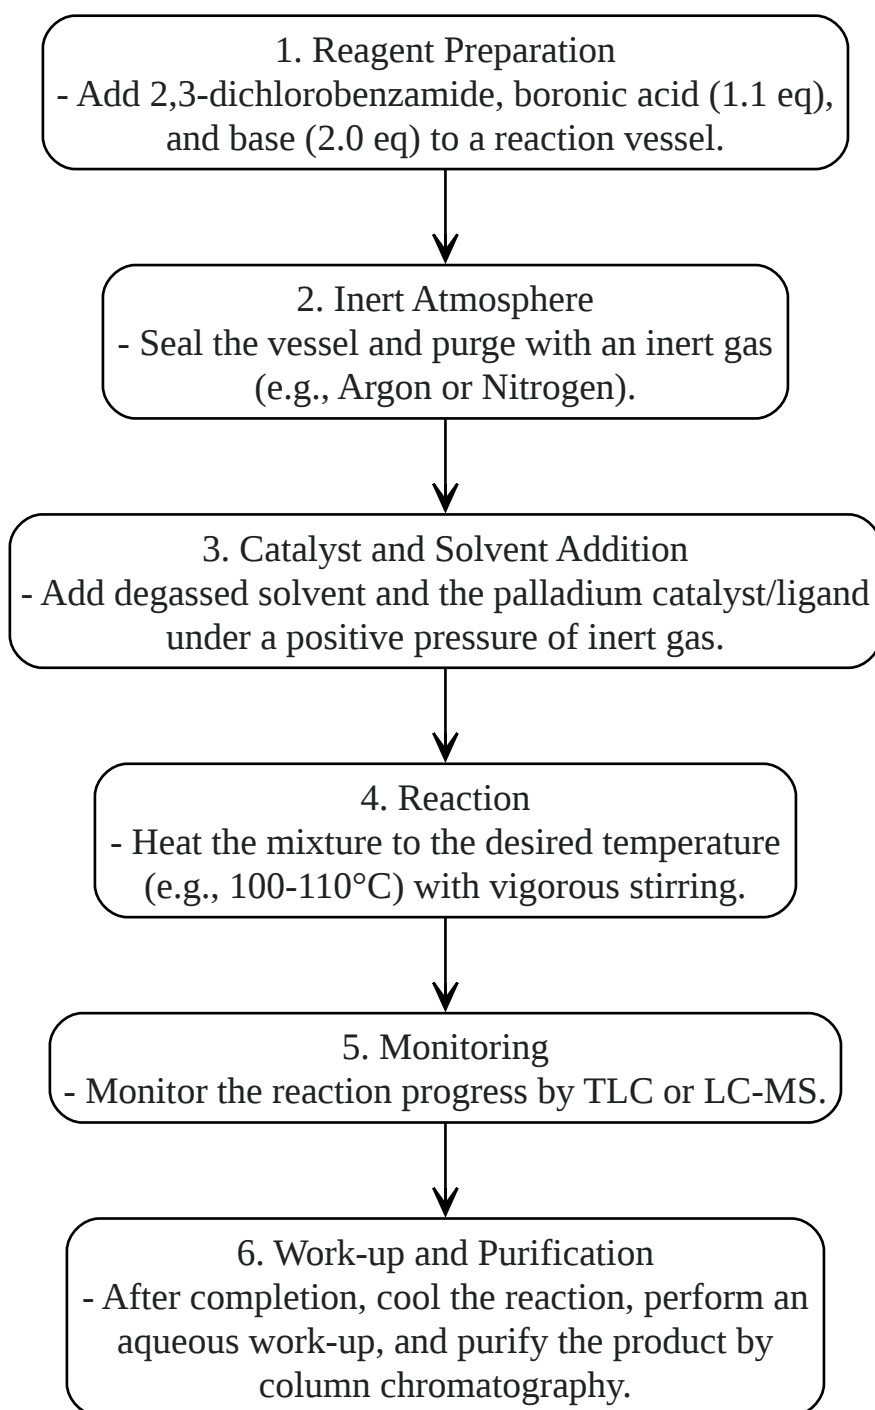 1. Reagent Preparation
- Add 2,3-dichlorobenzamide, boronic acid (1.1 eq),
and base (2.0 eq) to a reaction vessel.
2. Inert Atmosphere
- Seal the vessel and purge with an inert gas
(e.g., Argon or Nitrogen).
3. Catalyst and Solvent Addition
- Add degassed solvent and the palladium catalyst/ligand
under a positive pressure of inert gas.
4. Reaction
- Heat the mixture to the desired temperature
(e.g., 100-110°C) with vigorous stirring.
5. Monitoring
- Monitor the reaction progress by TLC or LC-MS.
6. Work-up and Purification
- After completion, cool the reaction, perform an
aqueous work-up, and purify the product by
column chromatography.